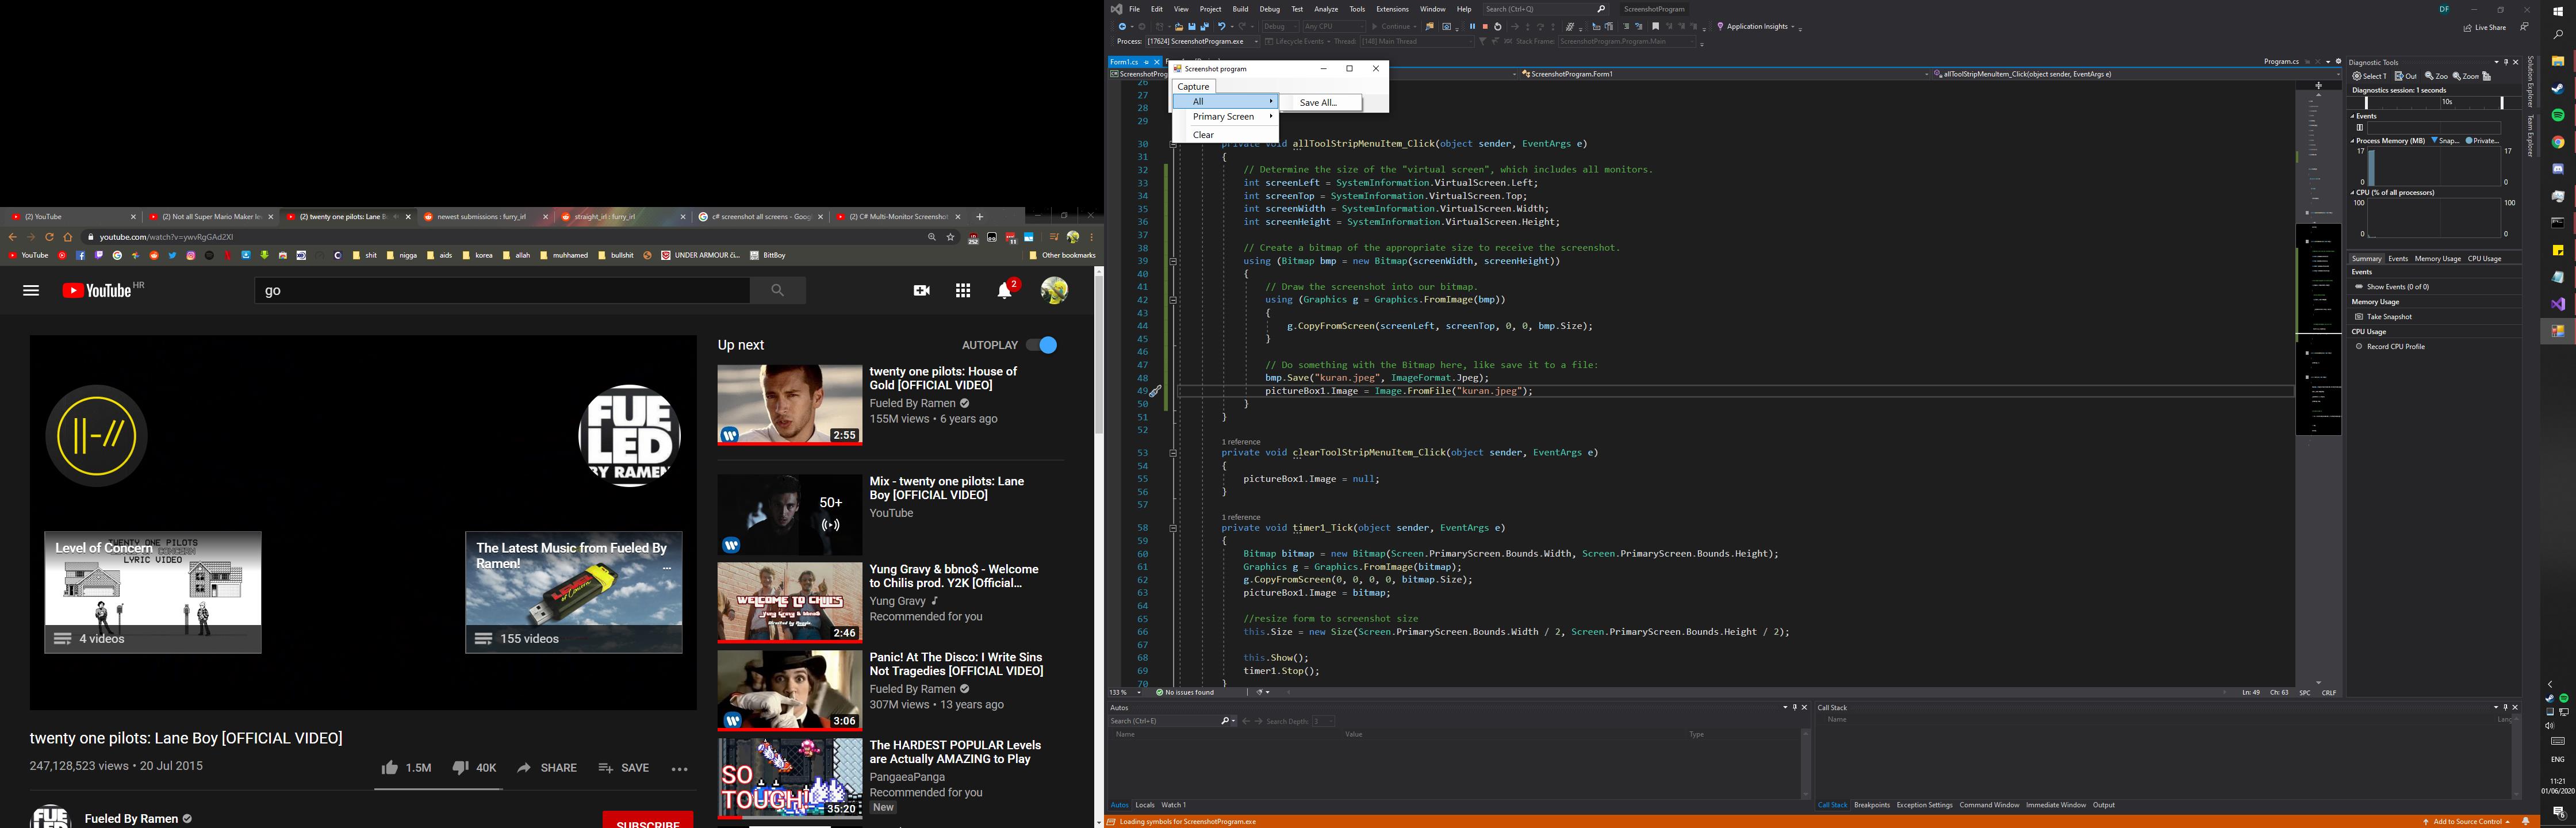 (2) YouTube
(2) Not all Super Mario Maker le
(2) twenty one pilots: Lane B
newest submissions : furry_irl
straight_irl : furry_irl
c# screenshot all screens - Goog
(2) C# Multi-Monitor Screenshot
youtube.com/watch?v=ywvRgGAd2XI
YouTube
shit
nigga
aids
korea
allah
muhhamed
bullshit
UNDER ARMOUR či...
BittBoy
Other bookmarks
YouTube HR
go
2
FUE
LED
BY RAMEN
Level of Concern
TWENTY ONE PILOTS
LYRIC VIDEO
4 videos
The Latest Music from Fueled By
Ramen!
155 videos
twenty one pilots: Lane Boy [OFFICIAL VIDEO]
247,128,523 views • 20 Jul 2015
1.5M
40K
SHARE
SAVE
Fueled By Ramen
SUBSCRIBE
Up next
AUTOPLAY
twenty one pilots: House of
Gold [OFFICIAL VIDEO]
Fueled By Ramen
155M views • 6 years ago
2:55
Mix - twenty one pilots: Lane
Boy [OFFICIAL VIDEO]
YouTube
50+
Yung Gravy & bbno$ - Welcome
to Chilis prod. Y2K [Official...
Yung Gravy
Recommended for you
WELCOME TO CHILI'S
2:46
Panic! At The Disco: I Write Sins
Not Tragedies [OFFICIAL VIDEO]
Fueled By Ramen
307M views • 13 years ago
3:06
The HARDEST POPULAR Levels
are Actually AMAZING to Play
PangaeaPanga
Recommended for you
New
SO
TOUGH!
35:20
File Edit View Project Build Debug Test Analyze Tools Extensions Window Help Search (Ctrl+Q) ScreenshotProgram DF
Debug Any CPU Continue Application Insights Live Share
Process: [17624] ScreenshotProgram.exe Lifecycle Events Thread: [148] Main Thread Stack Frame: ScreenshotProgram.Program.Main
Form1.cs
Program.cs
ScreenshotProg
ScreenshotProgram.Form1
allToolStripMenuItem_Click(object sender, EventArgs e)
Screenshot program
Capture
All
Save All...
Primary Screen
Clear
26
27
28
29
30 private void allToolStripMenuItem_Click(object sender, EventArgs e)
31 {
32 // Determine the size of the "virtual screen", which includes all monitors.
33 int screenLeft = SystemInformation.VirtualScreen.Left;
34 int screenTop = SystemInformation.VirtualScreen.Top;
35 int screenWidth = SystemInformation.VirtualScreen.Width;
36 int screenHeight = SystemInformation.VirtualScreen.Height;
37
38 // Create a bitmap of the appropriate size to receive the screenshot.
39 using (Bitmap bmp = new Bitmap(screenWidth, screenHeight))
40 {
41 // Draw the screenshot into our bitmap.
42 using (Graphics g = Graphics.FromImage(bmp))
43 {
44 g.CopyFromScreen(screenLeft, screenTop, 0, 0, bmp.Size);
45 }
46
47 // Do something with the Bitmap here, like save it to a file:
48 bmp.Save("kuran.jpeg", ImageFormat.Jpeg);
49 pictureBox1.Image = Image.FromFile("kuran.jpeg");
50 }
51 }
52
1 reference
53 private void clearToolStripMenuItem_Click(object sender, EventArgs e)
54 {
55 pictureBox1.Image = null;
56 }
57
1 reference
58 private void timer1_Tick(object sender, EventArgs e)
59 {
60 Bitmap bitmap = new Bitmap(Screen.PrimaryScreen.Bounds.Width, Screen.PrimaryScreen.Bounds.Height);
61 Graphics g = Graphics.FromImage(bitmap);
62 g.CopyFromScreen(0, 0, 0, 0, bitmap.Size);
63 pictureBox1.Image = bitmap;
64
65 //resize form to screenshot size
66 this.Size = new Size(Screen.PrimaryScreen.Bounds.Width / 2, Screen.PrimaryScreen.Bounds.Height / 2);
67
68 this.Show();
69 timer1.Stop();
70 }
133 % No issues found Ln: 49 Ch: 63 SPC CRLF
Autos
Search (Ctrl+E) Search Depth: 3
Name Value Type
Autos Locals Watch 1
Call Stack
Name Lang
Call Stack Breakpoints Exception Settings Command Window Immediate Window Output
Loading symbols for ScreenshotProgram.exe
Add to Source Control
Diagnostic Tools
Select T Out Zoo Zoon
Diagnostics session: 1 seconds
10s
Events
Process Memory (MB) Snap... Private...
17 17
0 0
CPU (% of all processors)
100 100
0 0
Summary Events Memory Usage CPU Usage
Events
Show Events (0 of 0)
Memory Usage
Take Snapshot
CPU Usage
Record CPU Profile
Solution Explorer
Team Explorer
ENG
11:21
01/06/2020